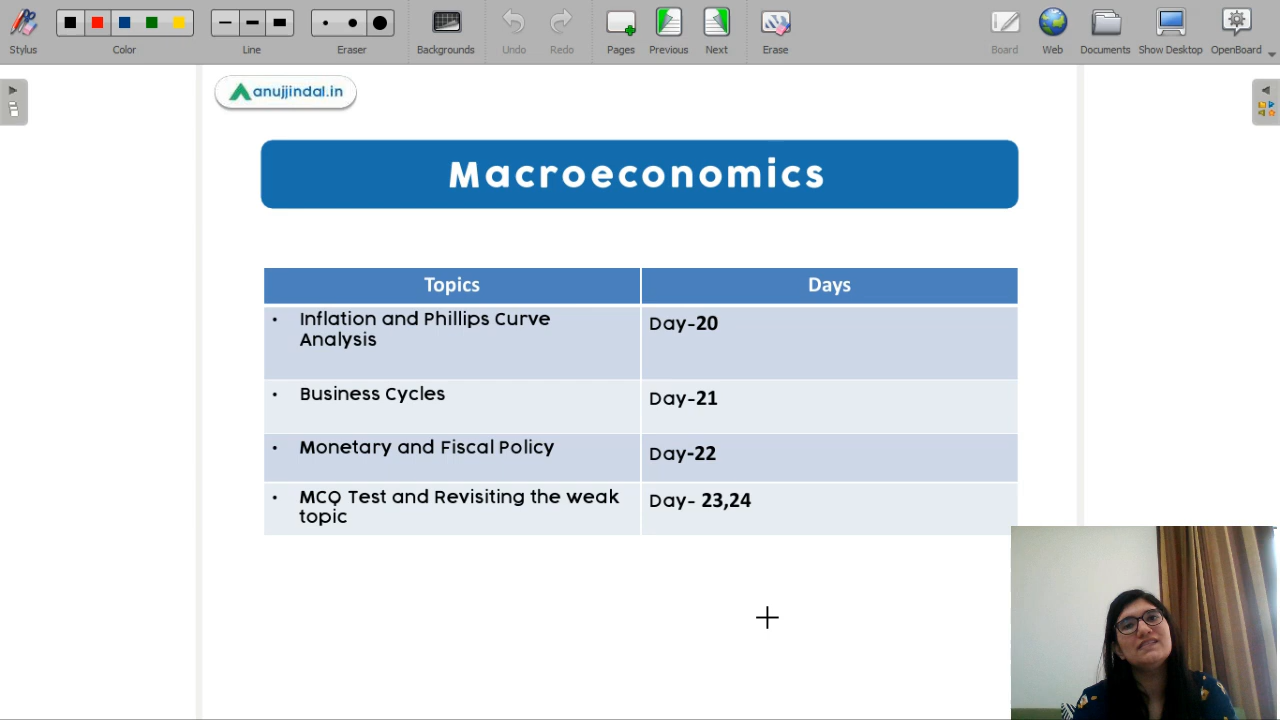 Stylus
Color
Line
Eraser
Backgrounds
Undo
Redo
Pages
Previous
Next
Erase
Board
Web
Documents
Show Desktop
OpenBoard
anujjindal.in
Macroeconomics
Topics
Days
• Inflation and Phillips Curve
Analysis
Day-20
• Business Cycles
Day-21
• Monetary and Fiscal Policy
Day-22
• MCQ Test and Revisiting the weak
topic
Day- 23,24